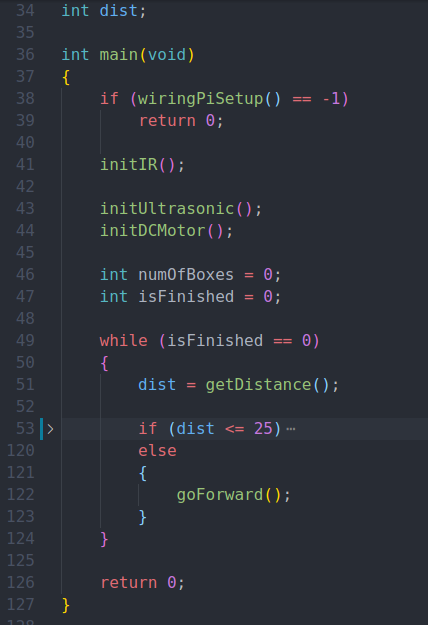 34 int dist;
35
36 int main(void)
37 {
38 if (wiringPiSetup() == -1)
39 return 0;
40
41 initIR();
42
43 initUltrasonic();
44 initDCMotor();
45
46 int numOfBoxes = 0;
47 int isFinished = 0;
48
49 while (isFinished == 0)
50 {
51 dist = getDistance();
52
53 > if (dist <= 25)⋯
120 else
121 {
122 goForward();
123 }
124 }
125
126 return 0;
127 }
128